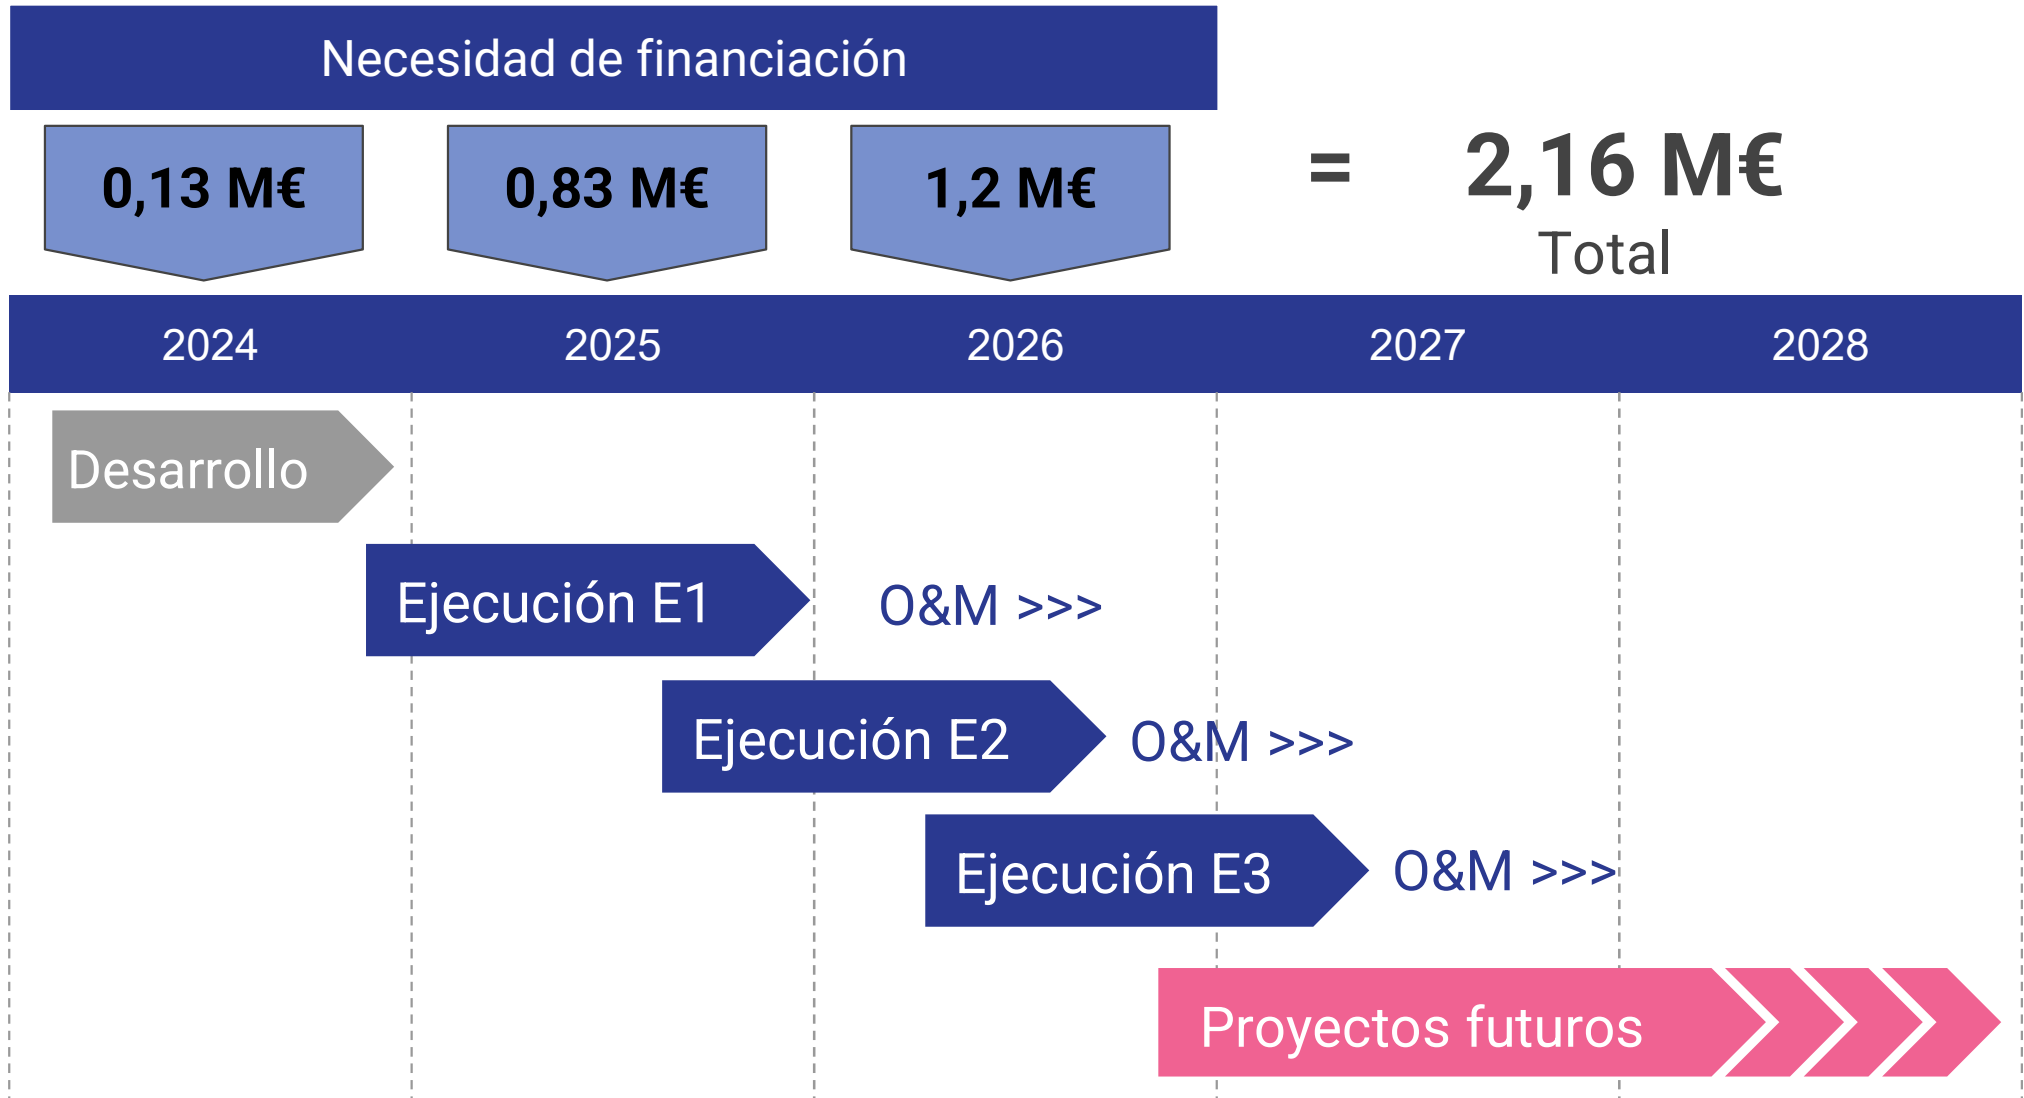 Necesidad de financiación
0,13 M€
0,83 M€
1,2 M€
=
2,16 M€
Total
2024
2025
2026
2027
2028
Desarrollo
Ejecución E1
O&M >>>
Ejecución E2
O&M >>>
Ejecución E3
O&M >>>
Proyectos futuros